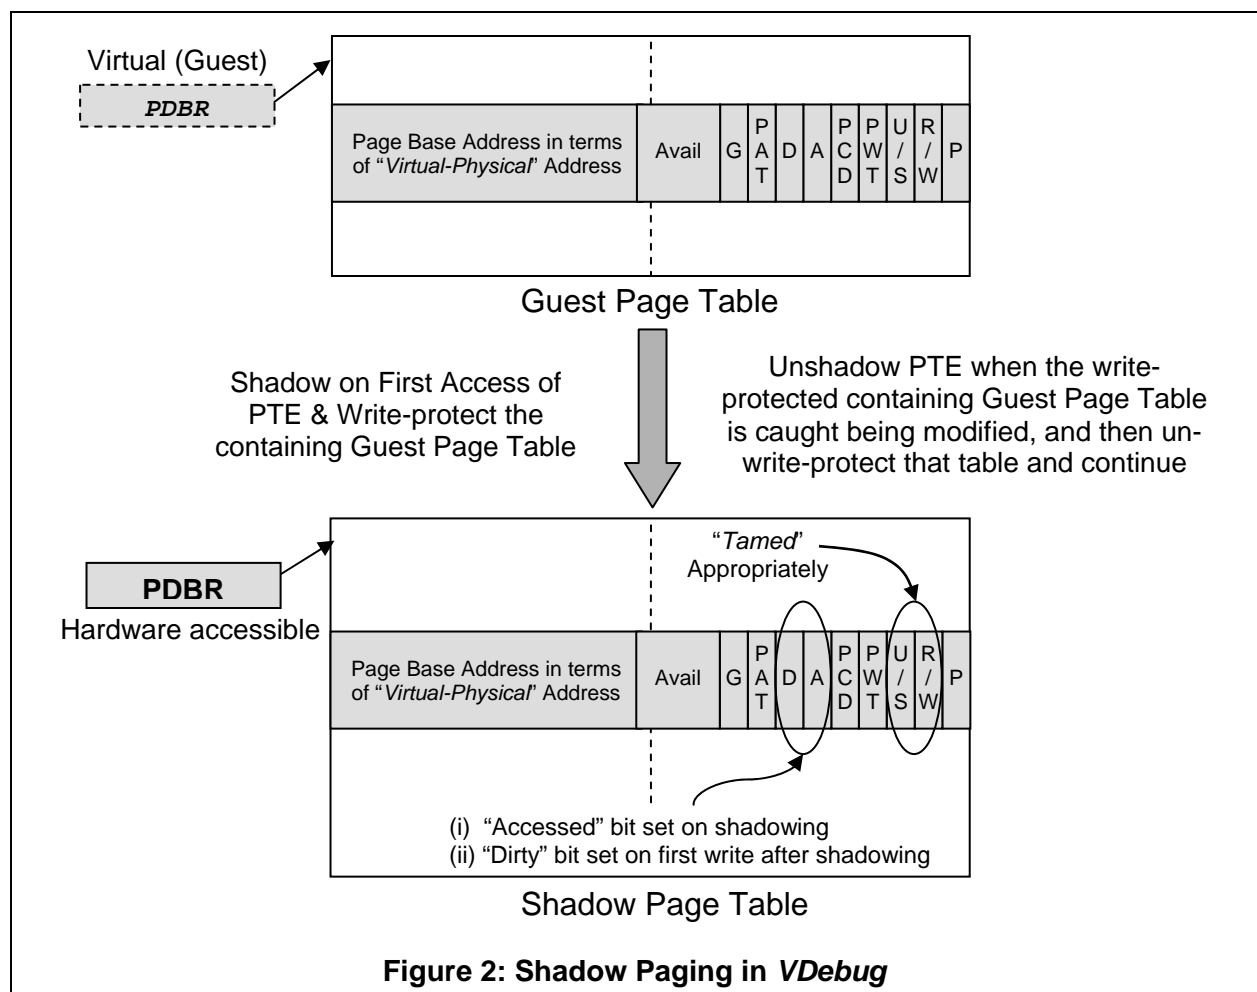 Virtual (Guest)
PDBR
Page Base Address in terms
of “Virtual-Physical” Address
Avail
G
P
A
T
D
A
P
C
D
P
W
T
U
/
S
R
/
W
P
Guest Page Table
Shadow on First Access of
PTE & Write-protect the
containing Guest Page Table
Unshadow PTE when the write-
protected containing Guest Page Table
is caught being modified, and then un-
write-protect that table and continue
PDBR
Hardware accessible
“Tamed”
Appropriately
Page Base Address in terms
of “Virtual-Physical” Address
Avail
G
P
A
T
D
A
P
C
D
P
W
T
U
/
S
R
/
W
P
(i) “Accessed” bit set on shadowing
(ii) “Dirty” bit set on first write after shadowing
Shadow Page Table
Figure 2: Shadow Paging in VDebug